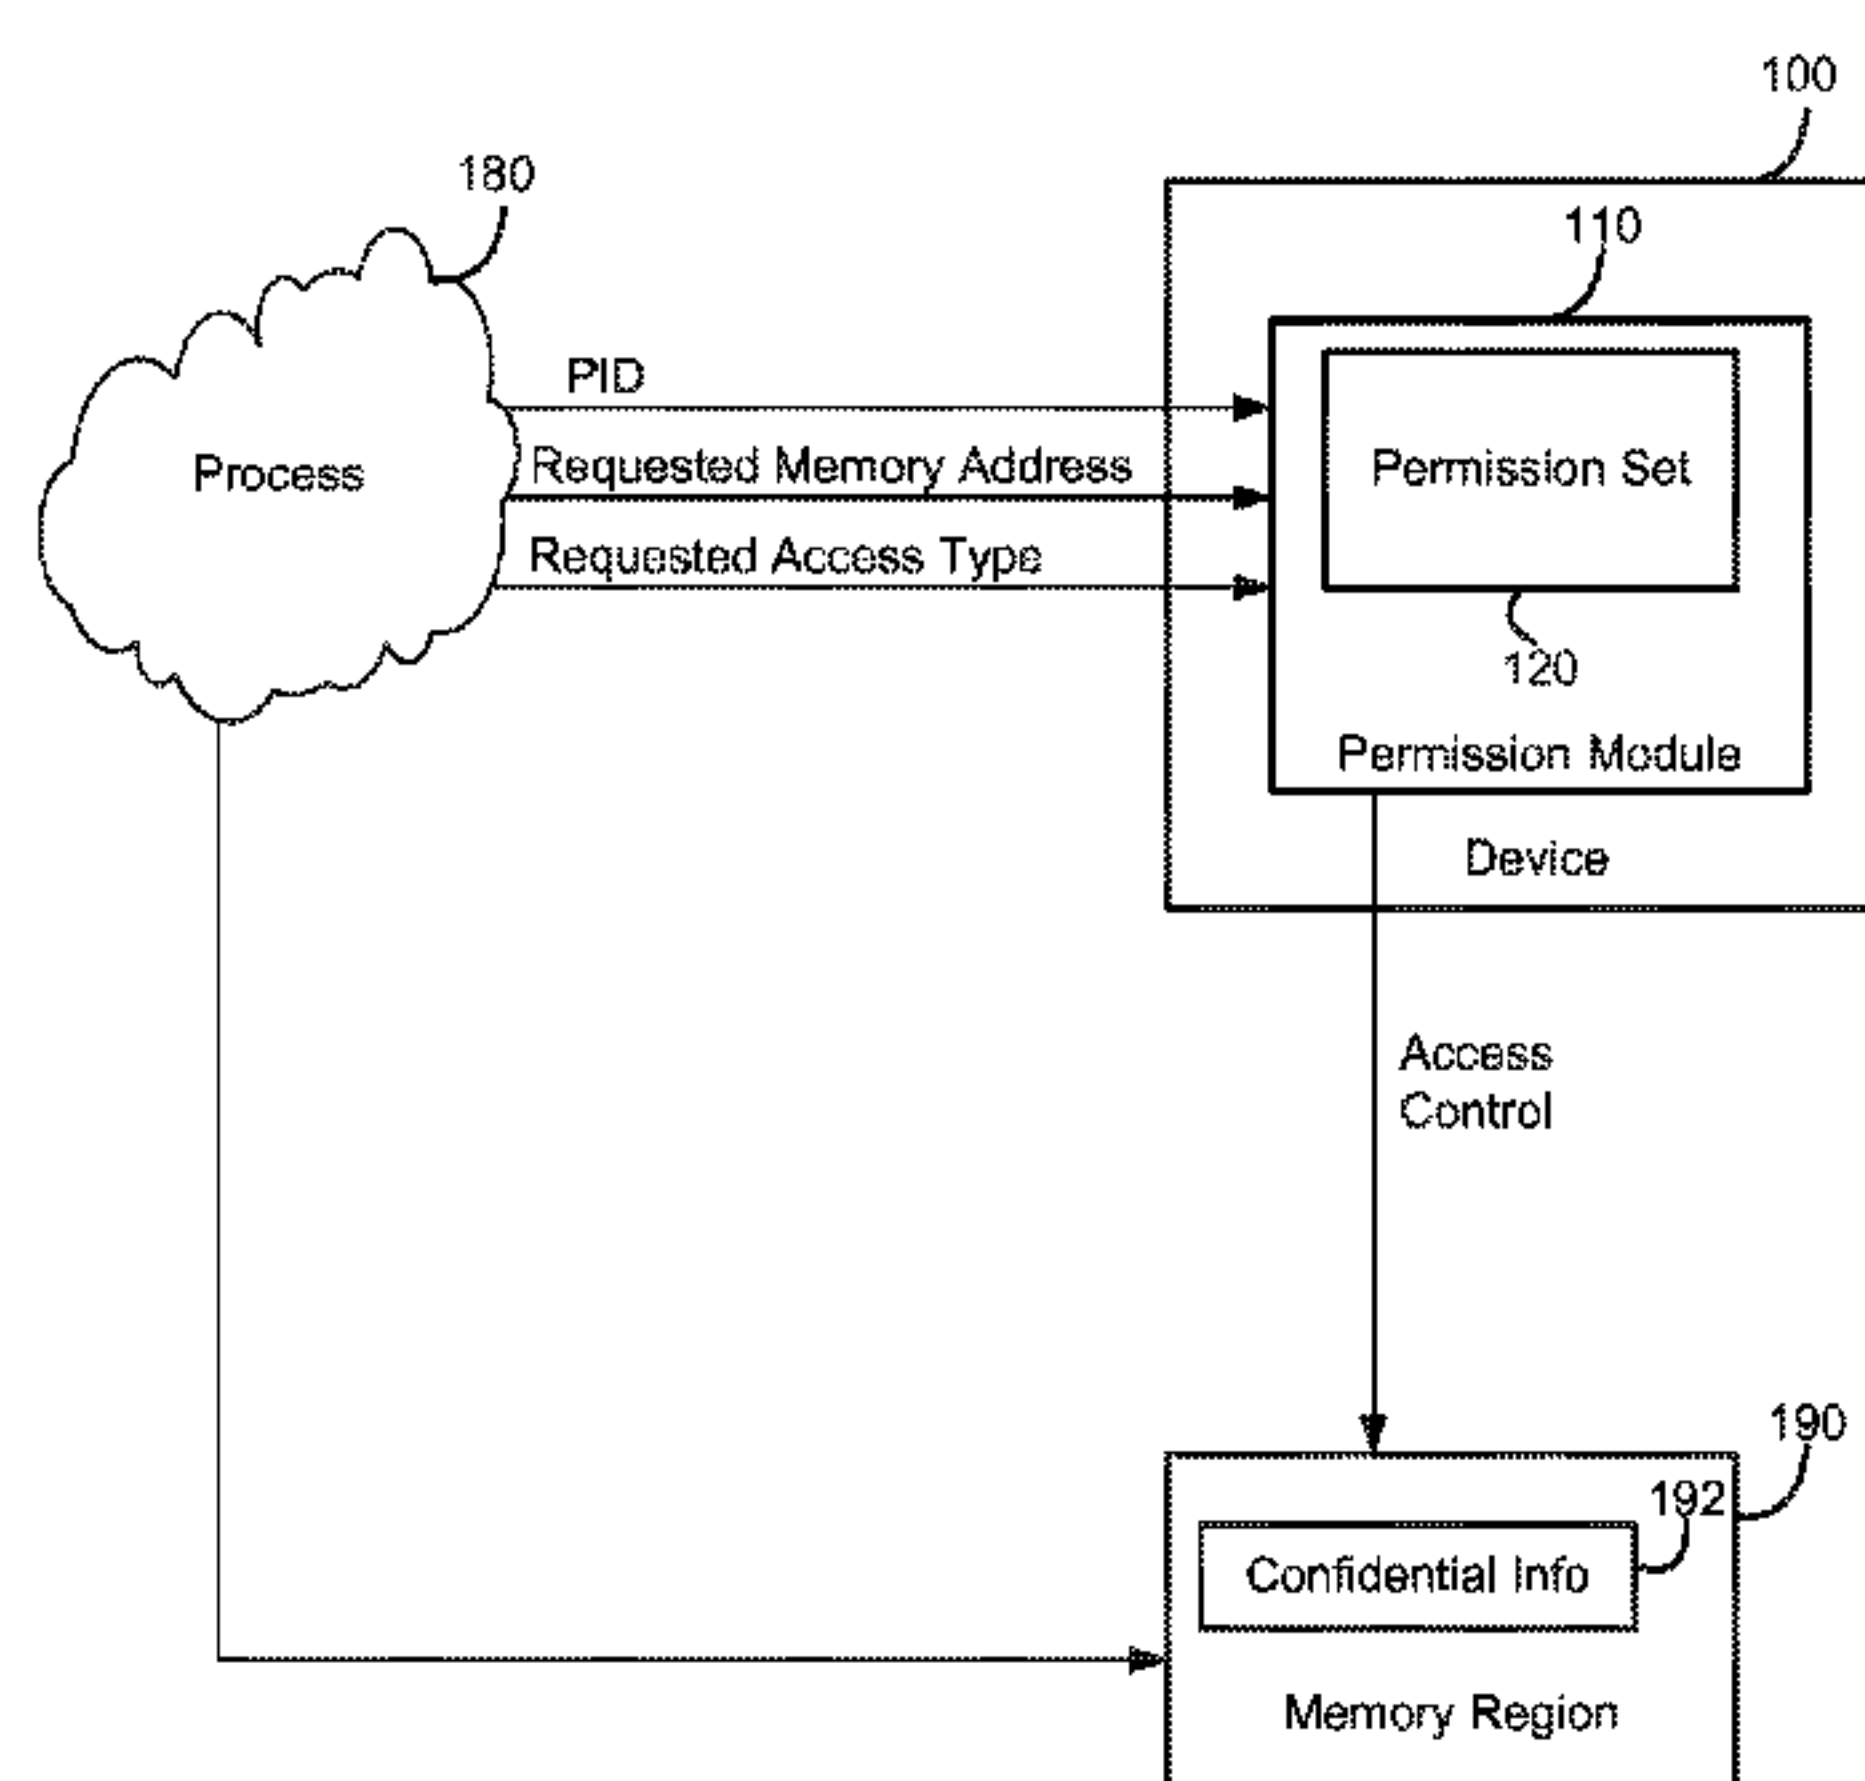 100
180
110
PID
Process
Requested Memory Address
Permission Set
Requested Access Type
120
Permission Module
Device
Access
Control
190
192
Confidential Info
Memory Region